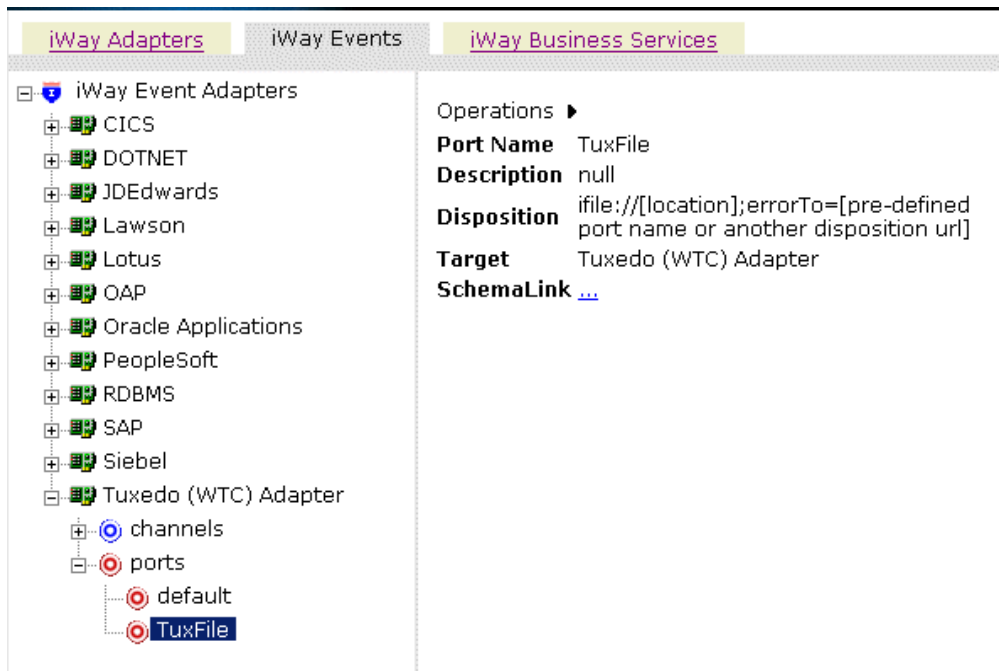 iWay Adapters
iWay Events
iWay Business Services
iWay Event Adapters
CICS
DOTNET
JDEdwards
Lawson
Lotus
OAP
Oracle Applications
PeopleSoft
RDBMS
SAP
Siebel
Tuxedo (WTC) Adapter
channels
ports
default
TuxFile
Operations
Port Name TuxFile
Description null
Disposition ifile://[location];errorTo=[pre-defined
port name or another disposition url]
Target Tuxedo (WTC) Adapter
SchemaLink ...